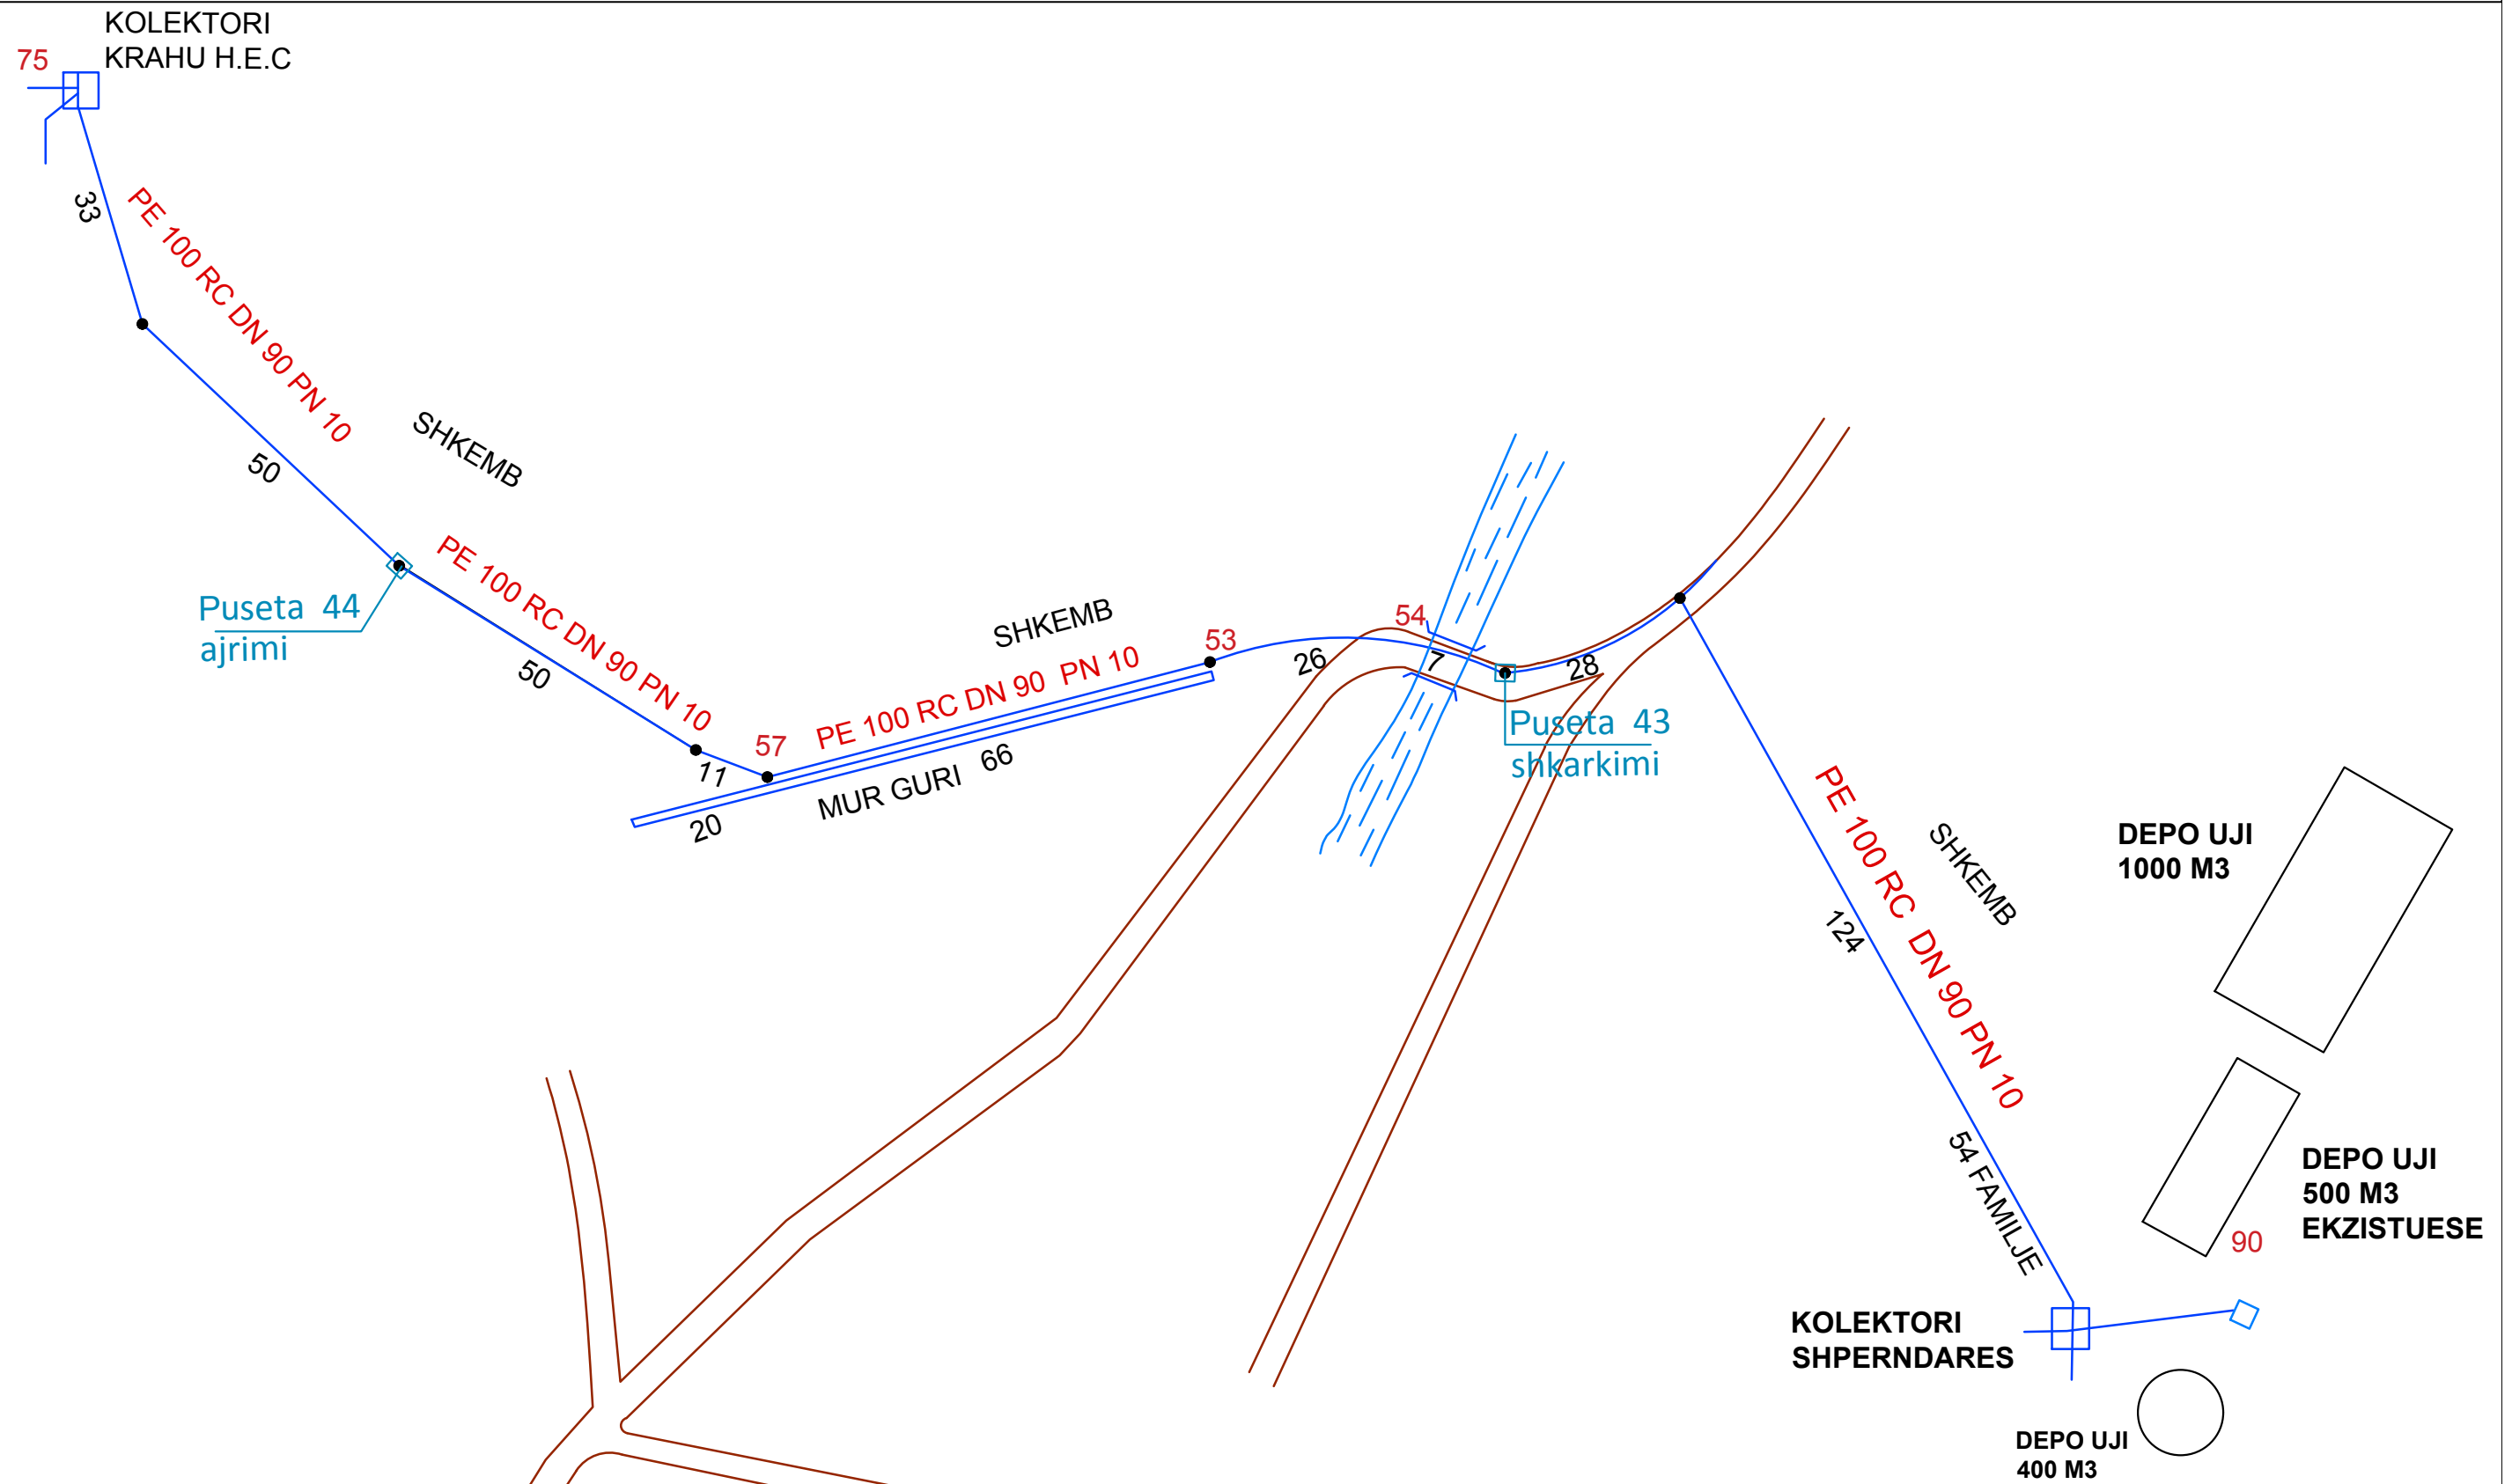 KOLEKTORI
KRAHU H.E.C
75
33
PE 100 RC DN 90 PN 10
50
SHKEMB
Puseta 44
ajrimi
PE 100 RC DN 90 PN 10
50
11
57
PE 100 RC DN 90 PN 10
SHKEMB
53
MUR GURI 66
20
26
54
7
28
Puseta 43
shkarkimi
PE 100 RC DN 90 PN 10
SHKEMB
124
54 FAMILJE
DEPO UJI
1000 M3
DEPO UJI
500 M3
EKZISTUESE
90
KOLEKTORI
SHPERNDARES
DEPO UJI
400 M3